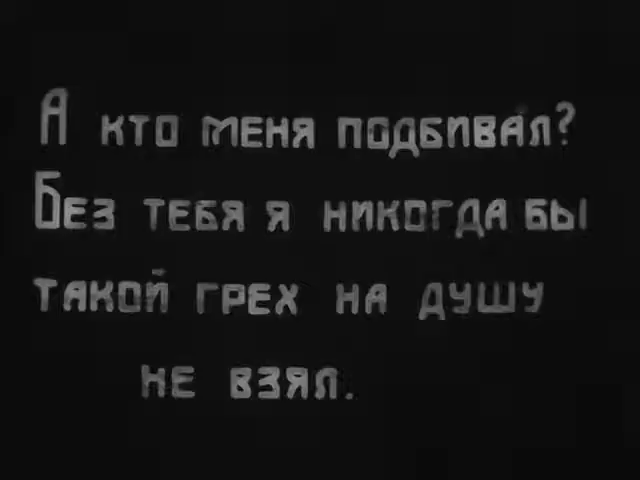 А кто меня подбивал?
Без тебя я никогда бы
такой грех на душу
не взял.